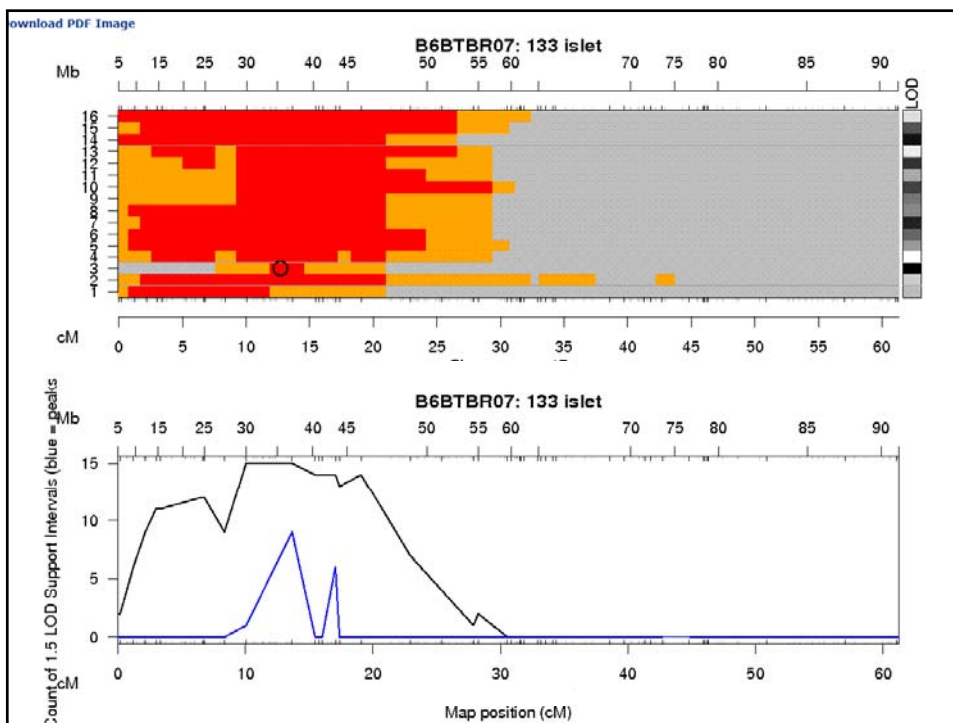 ownload PDF Image
B6BTBR07: 133 islet
5 15 25 30 40 45 50 55 60 70 75 80 85 90
Mb
LOD
16
15
14
13
12
11
10
9
8
7
6
5
4
3
2
1
cM
0 5 10 15 20 25 30 35 40 45 50 55 60
B6BTBR07: 133 islet
Mb
5 15 25 30 40 45 50 55 60 70 75 80 85 90
Count of 1.5 LOD Support Intervals (blue = peaks
15
10
5
0
cM
0 10 20 30 40 50 60
Map position (cM)